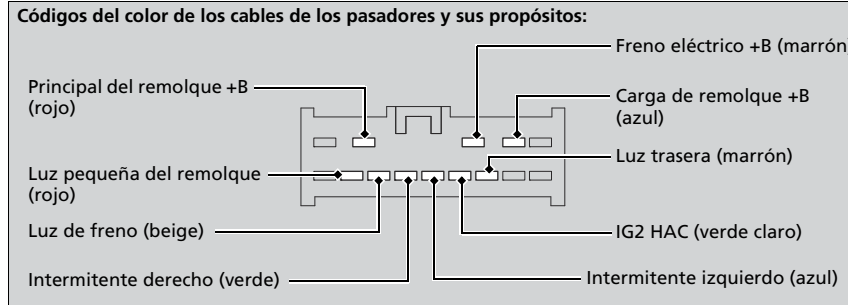 Códigos del color de los cables de los pasadores y sus propósitos:
Freno eléctrico +B (marrón)
Principal del remolque +B
(rojo)
Carga de remolque +B
(azul)
Luz trasera (marrón)
Luz pequeña del remolque
(rojo)
Luz de freno (beige)
IG2 HAC (verde claro)
Intermitente derecho (verde)
Intermitente izquierdo (azul)